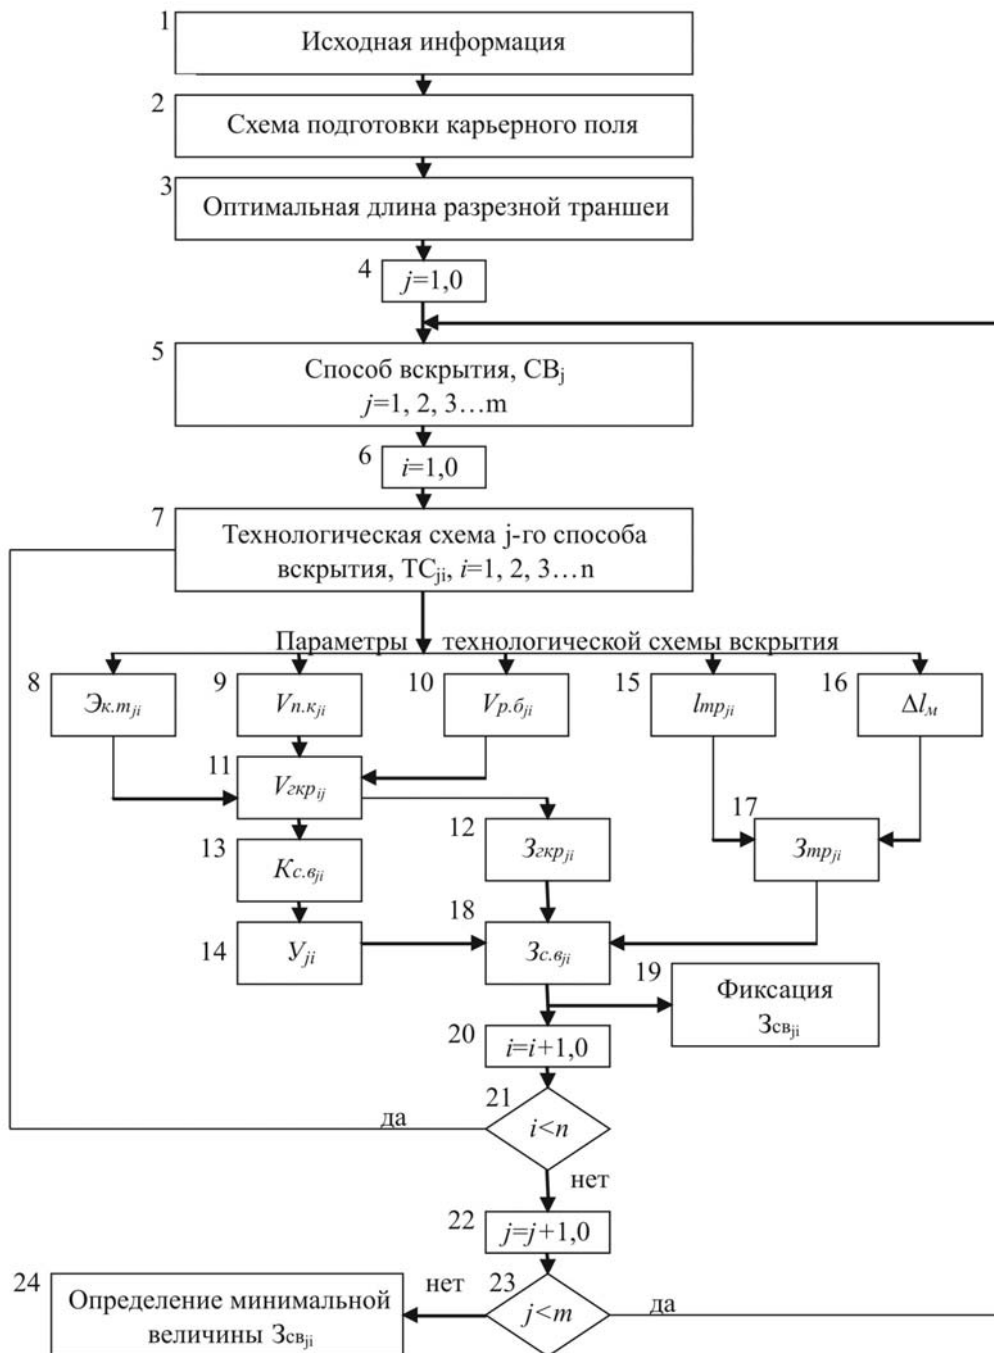 1
Исходная информация
2
Схема подготовки карьерного поля
3
Оптимальная длина разрезной траншеи
4
j=1,0
5
Способ вскрытия, СВj
j=1, 2, 3…m
6
i=1,0
7
Технологическая схема j-го способа
вскрытия, ТСji, i=1, 2, 3…n
Параметры технологической схемы вскрытия
8
Эк.тji
9
Vп.кji
10
Vр.бji
15
lтрji
16
Δlм
11
Vгкрij
12
Згкрji
17
Зтрji
13
Кс.вji
14
Уji
18
Зс.вji
19
Фиксация
Зсвji
20
i=i+1,0
21
i<n
да
нет
22
j=j+1,0
23
j<m
нет
да
24
Определение минимальной
величины Зсвji